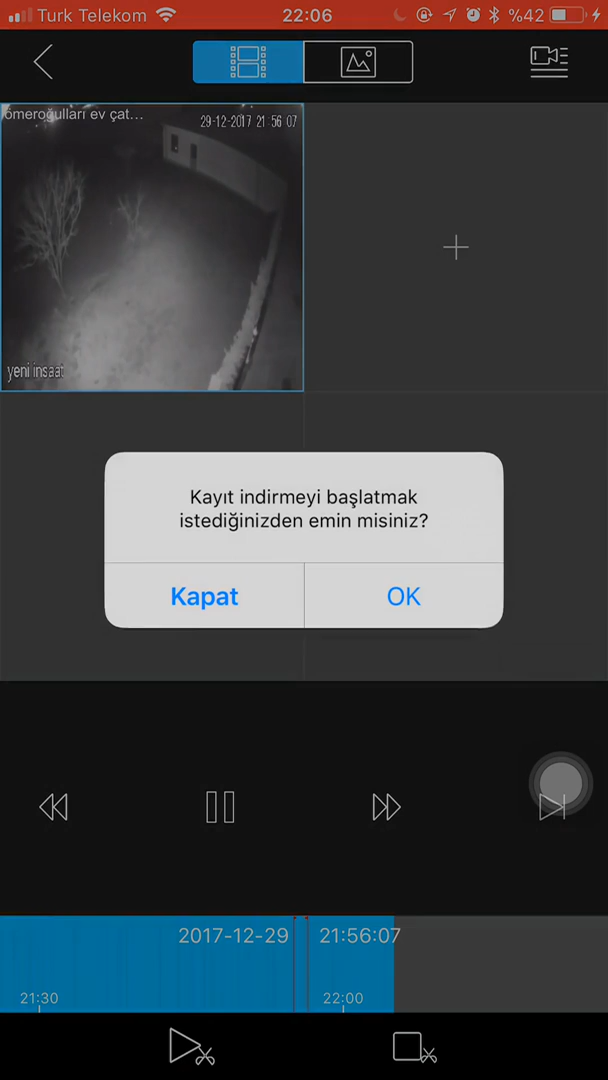 Turk Telekom
22:06
%42
ömeroğulları ev çat...
29-12-2017 21:56 07
yeni insaat
Kayıt indirmeyi başlatmak
istediğinizden emin misiniz?
Kapat
OK
2017-12-29 21:56:07
21:30
22:00